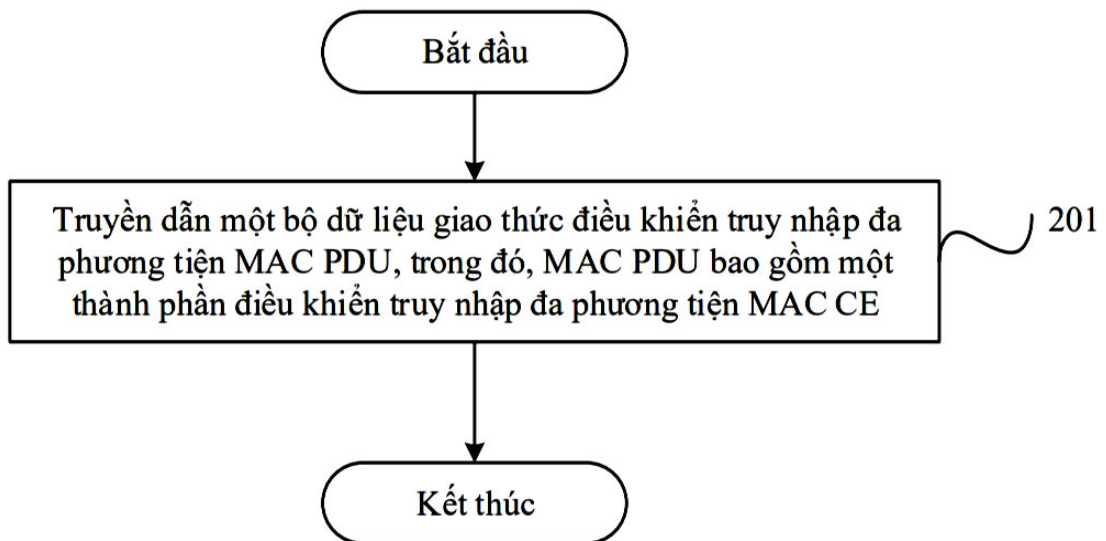 Bắt đầu
Truyền dẫn một bộ dữ liệu giao thức điều khiển truy nhập đa
phương tiện MAC PDU, trong đó, MAC PDU bao gồm một
thành phần điều khiển truy nhập đa phương tiện MAC CE
201
Kết thúc